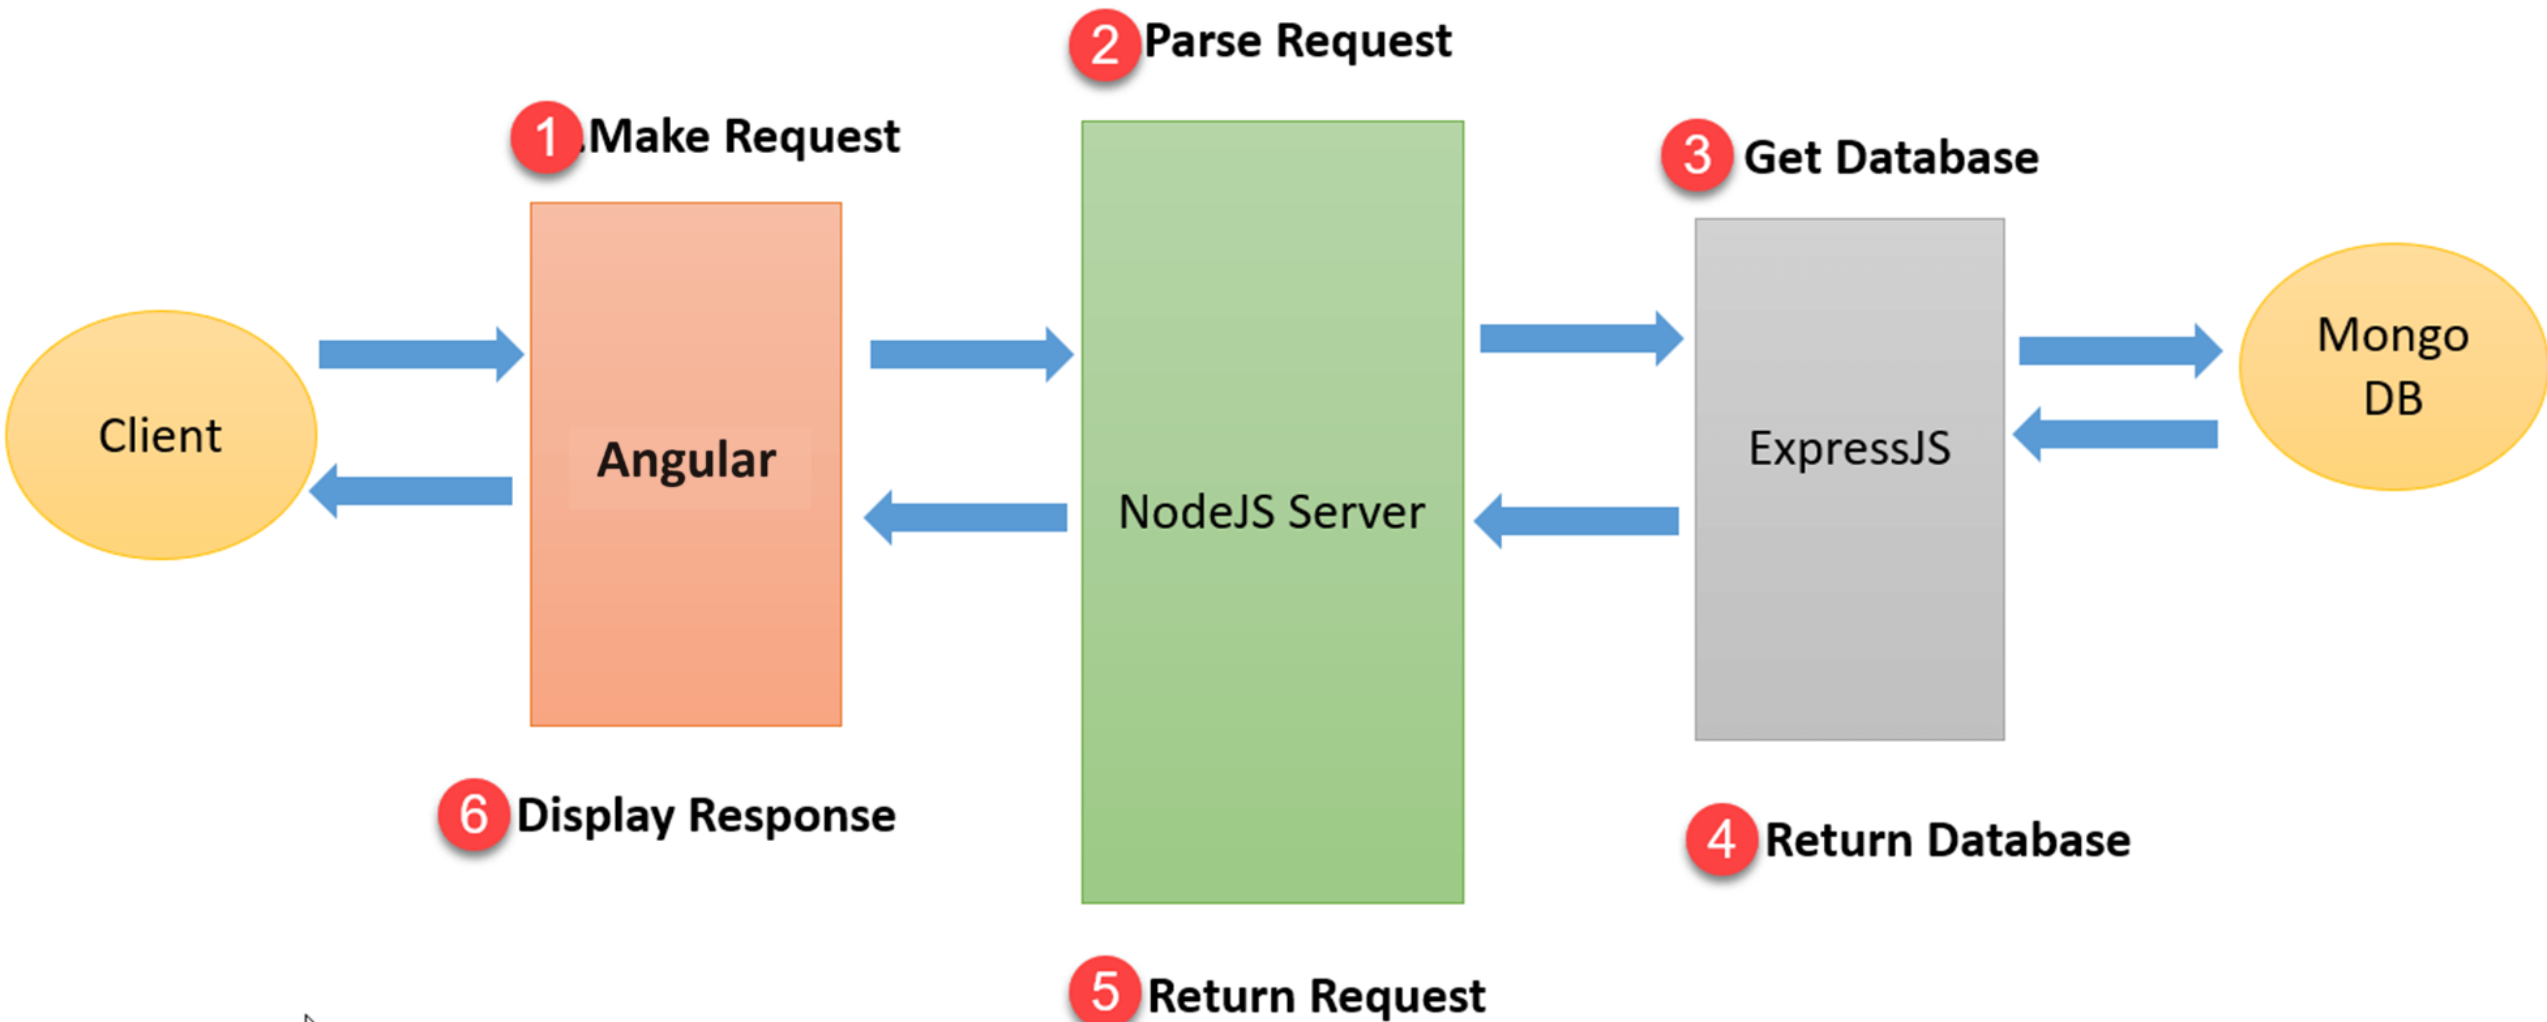 2 Parse Request
1 .Make Request
3 Get Database
Client
Angular
NodeJS Server
ExpressJS
Mongo
DB
6 Display Response
4 Return Database
5 Return Request